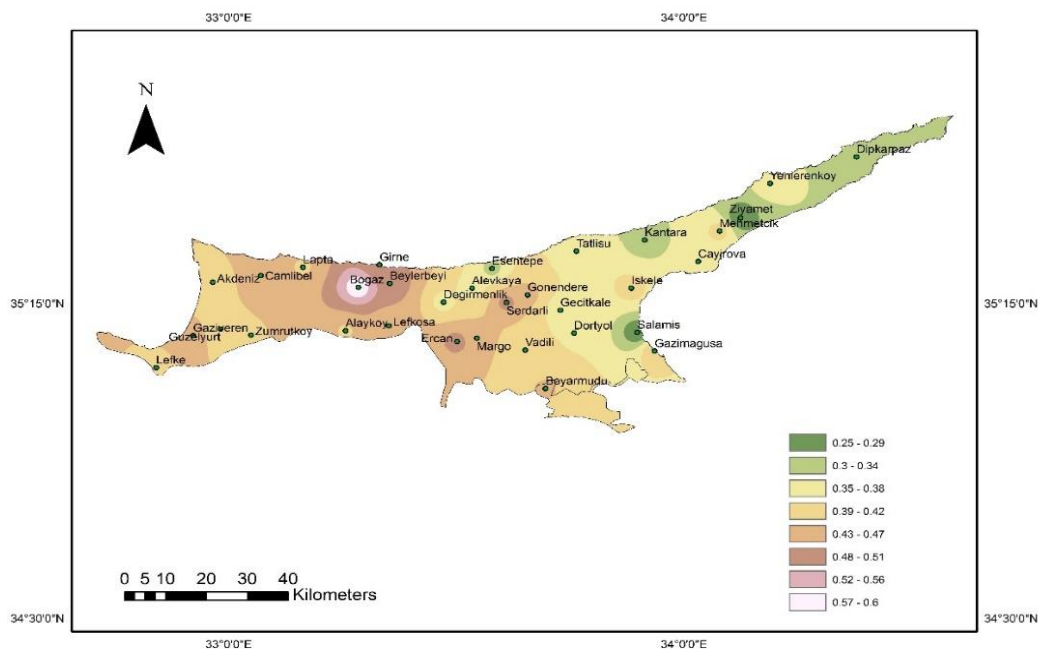 33°0'0"E 34°0'0"E
N
Dipkarpaz
Yenierenkoy
Ziyamet
Mehmetcik
Kantara
Tatlisu
Cayirova
Girne
Lapta
Esentepe
Akdeniz
Camlibel
Bogaz
Beylerbeyi
Alevkaya
Gonendere
Iskele
35°15'0"N 35°15'0"N
Degirmenlik
Serdarli
Gecitkale
Gaziveren
Guzelyurt
Zumrutkoy
Alaykoy
Lefkosa
Dortyol
Salamis
Ercan
Margo
Vadili
Gazimagusa
Lefke
Bayarmudu
0.25 - 0.29
0.3 - 0.34
0.35 - 0.38
0.39 - 0.42
0.43 - 0.47
0.48 - 0.51
0.52 - 0.56
0.57 - 0.6
0 5 10 20 30 40
Kilometers
34°30'0"N 34°30'0"N
33°0'0"E 34°0'0"E